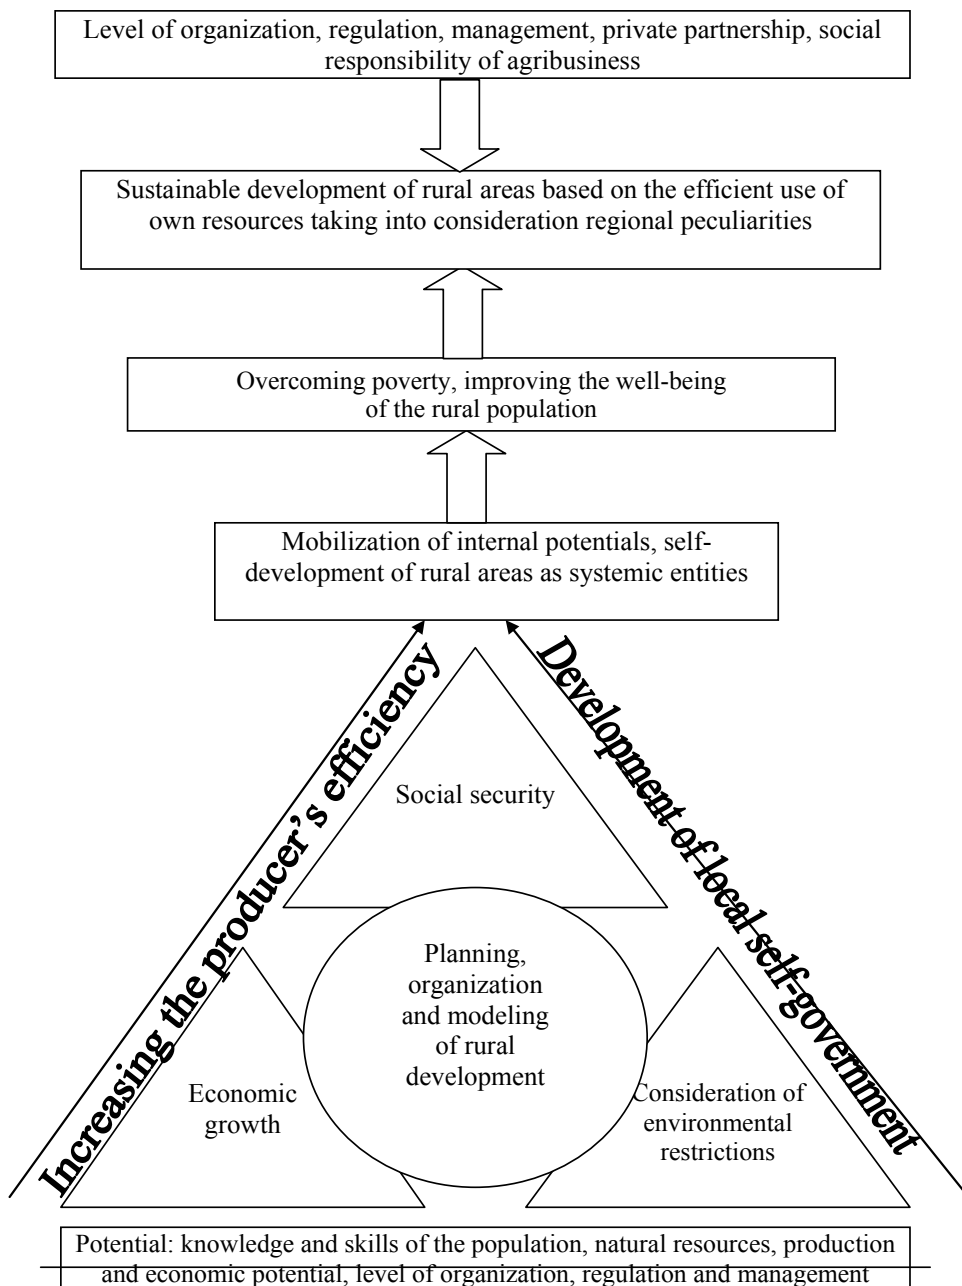 Level of organization, regulation, management, private partnership, social
responsibility of agribusiness
Sustainable development of rural areas based on the efficient use of
own resources taking into consideration regional peculiarities
Overcoming poverty, improving the well-being
of the rural population
Mobilization of internal potentials, self-
development of rural areas as systemic entities
Increasing the producer's efficiency
Development of local self-government
Social security
Planning,
organization
and modeling
of rural
development
Economic
growth
Consideration of
environmental
restrictions
Potential: knowledge and skills of the population, natural resources, production
and economic potential, level of organization, regulation and management